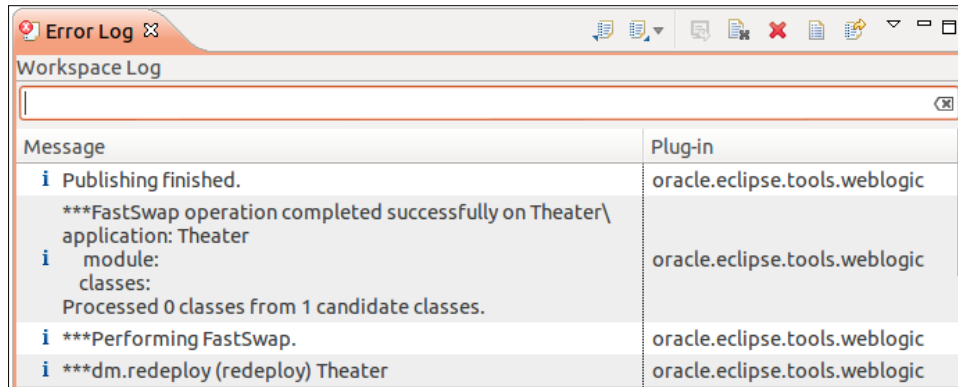 Error Log
Workspace Log
Message Plug-in
Publishing finished. oracle.eclipse.tools.weblogic
***FastSwap operation completed successfully on Theater\
application: Theater
module:
classes:
Processed 0 classes from 1 candidate classes.
oracle.eclipse.tools.weblogic
***Performing FastSwap. oracle.eclipse.tools.weblogic
***dm.redeploy (redeploy) Theater oracle.eclipse.tools.weblogic